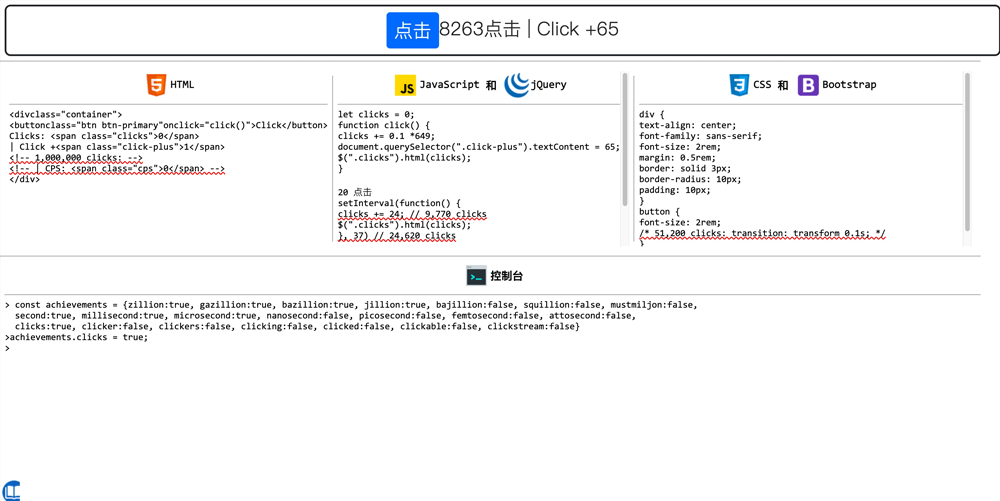 点击8263点击 | Click +65
HTML
<divclass="container">
<buttonclass="btn btn-primary"onclick="click()">Click</button>
Clicks: <span class="clicks">0</span>
| Click +<span class="click-plus">1</span>
<!-- 1,000,000 clicks: -->
<!-- | CPS: <span class="cps">0</span> -->
</div>
JS JavaScript 和 jQuery
let clicks = 0;
function click() {
clicks += 0.1 *649;
document.querySelector(".click-plus").textContent = 65;
$(".clicks").html(clicks);
}
20 点击
setInterval(function() {
clicks += 24; // 9,770 clicks
$(".clicks").html(clicks);
}, 37) // 24,620 clicks
CSS 和 B Bootstrap
div {
text-align: center;
font-family: sans-serif;
font-size: 2rem;
margin: 0.5rem;
border: solid 3px;
border-radius: 10px;
padding: 10px;
}
button {
font-size: 2rem;
/* 51,200 clicks: transition: transform 0.1s; */
}
控制台
> const achievements = {zillion:true, gazillion:true, bazillion:true, jillion:true, bajillion:false, squillion:false, mustmiljon:false,
second:true, millisecond:true, microsecond:true, nanosecond:false, picosecond:false, femtosecond:false, attosecond:false,
clicks:true, clicker:false, clickers:false, clicking:false, clicked:false, clickable:false, clickstream:false}
>achievements.clicks = true;
>